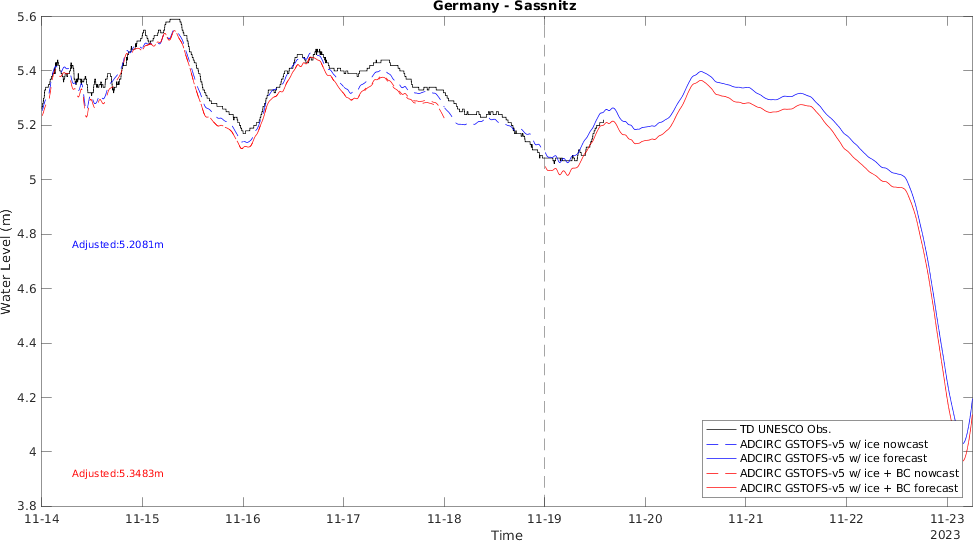 Germany - Sassnitz
Water Level (m)
5.6
5.4
5.2
5
4.8
4.6
4.4
4.2
4
3.8
Adjusted:5.2081m
Adjusted:5.3483m
TD UNESCO Obs.
ADCIRC GSTOFS-v5 w/ ice nowcast
ADCIRC GSTOFS-v5 w/ ice forecast
ADCIRC GSTOFS-v5 w/ ice + BC nowcast
ADCIRC GSTOFS-v5 w/ ice + BC forecast
11-14 11-15 11-16 11-17 11-18 11-19 11-20 11-21 11-22 11-23
2023
Time